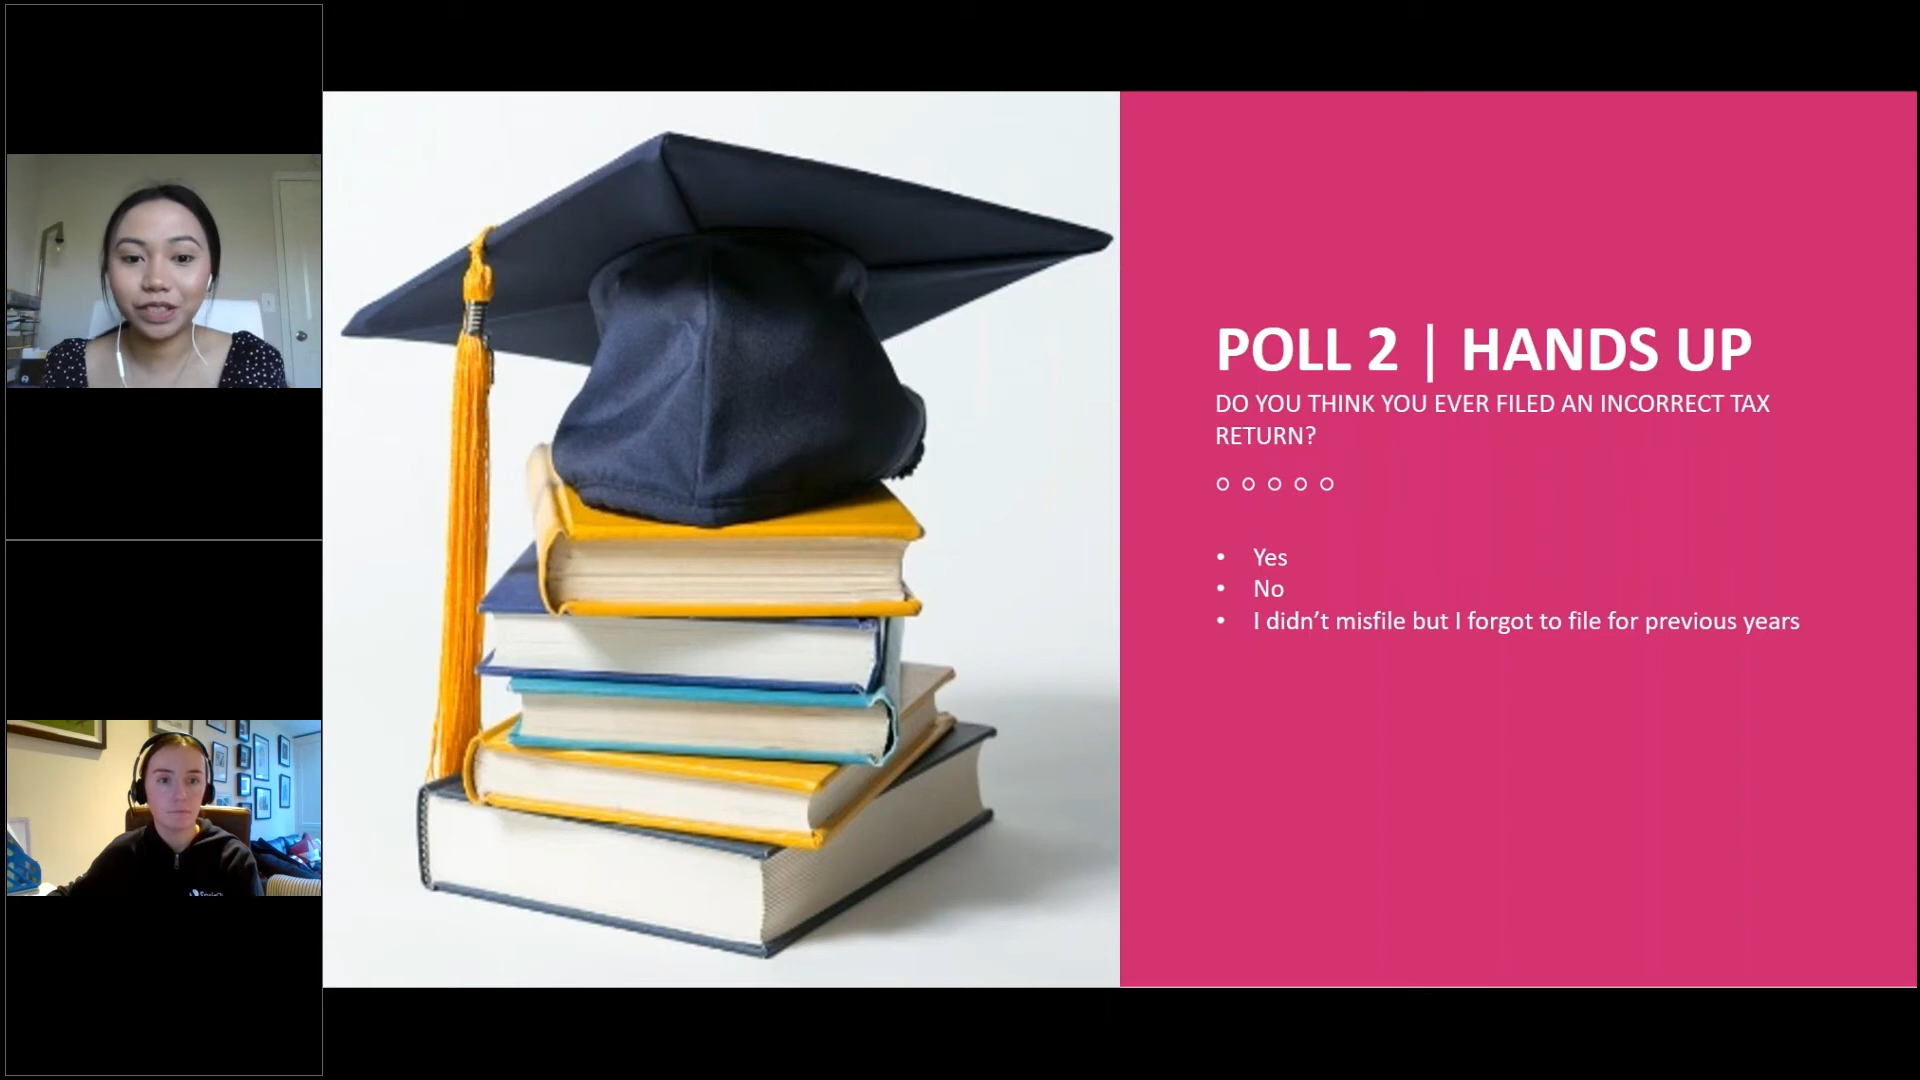 POLL 2 | HANDS UP
DO YOU THINK YOU EVER FILED AN INCORRECT TAX
RETURN?
• Yes
• No
• I didn’t misfile but I forgot to file for previous years